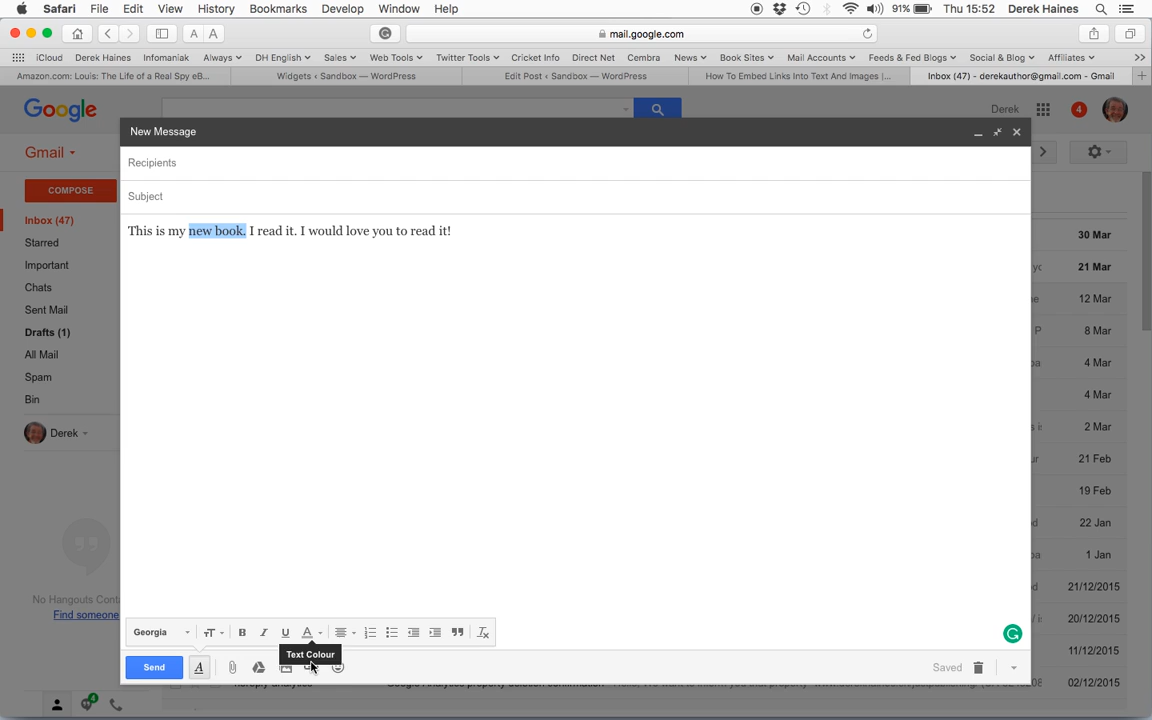 Safari File Edit View History Bookmarks Develop Window Help 91% Thu 15:52 Derek Haines
A A mail.google.com
iCloud Derek Haines Infomaniak Always DH English Sales Web Tools Twitter Tools Cricket Info Direct Net Cembra News Book Sites Mail Accounts Feeds & Fed Blogs Social & Blog Affiliates
Amazon.com: Louis: The Life of a Real Spy eB... Widgets ‹ Sandbox — WordPress Edit Post ‹ Sandbox — WordPress How To Embed Links Into Text And Images |... Inbox (47) - derekauthor@gmail.com - Gmail
Google Derek 4
New Message
Gmail
Recipients
COMPOSE
Subject
Inbox (47)
This is my new book. I read it. I would love you to read it!
30 Mar
Starred
Important
21 Mar
Chats
12 Mar
Sent Mail
Drafts (1)
8 Mar
All Mail
4 Mar
Spam
Bin
4 Mar
Derek
2 Mar
21 Feb
19 Feb
22 Jan
1 Jan
No Hangouts Conta
21/12/2015
Find someone
20/12/2015
Georgia
11/12/2015
Text Colour
Send Saved
02/12/2015
4